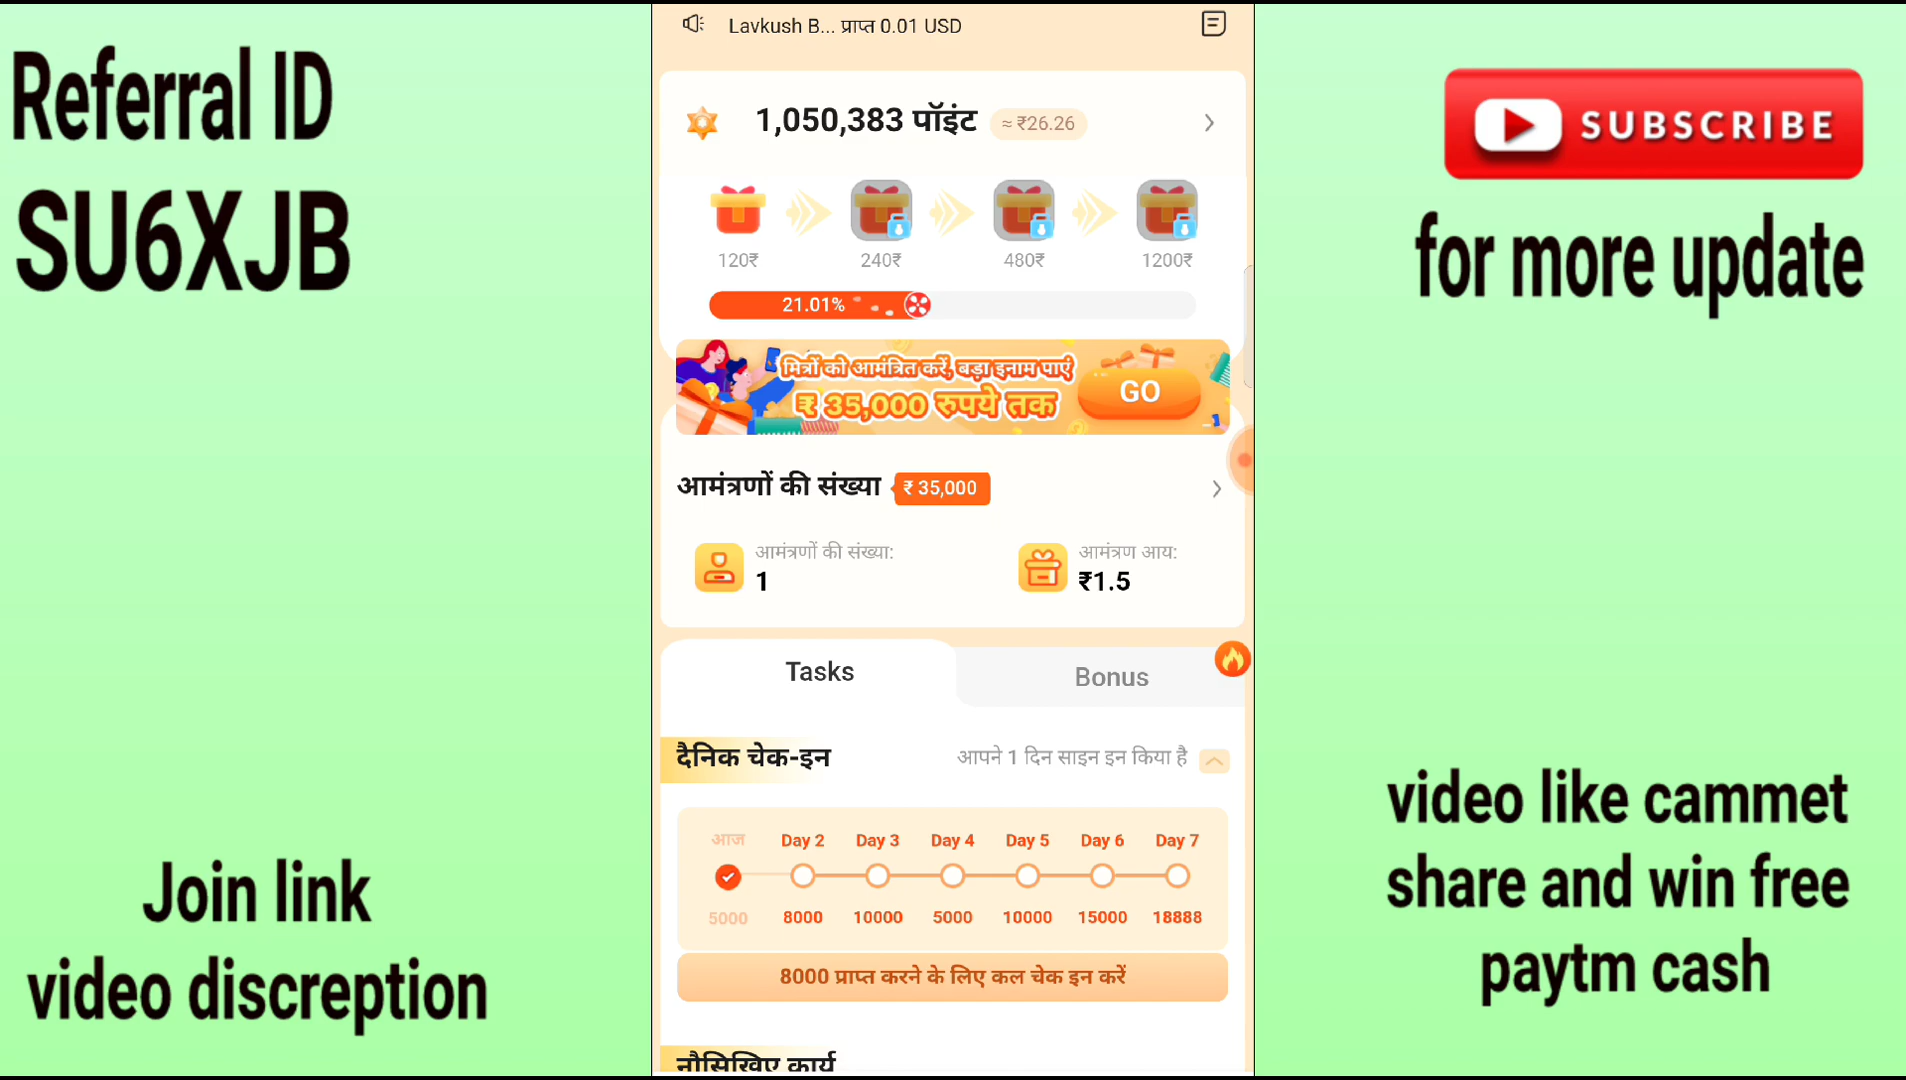 Referral ID
SU6XJB
Join link
video discreption
Lavkush B... प्राप्त 0.01 USD
1,050,383 पॉइंट ≈ ₹26.26
120₹ 240₹ 480₹ 1200₹
21.01%
मित्रों को आमंत्रित करें, बड़ा इनाम पाएं
₹ 35,000 रुपये तक
GO
आमंत्रणों की संख्या ₹ 35,000
आमंत्रणों की संख्या:
1
आमंत्रण आय:
₹1.5
Tasks Bonus
दैनिक चेक-इन आपने 1 दिन साइन इन किया है
आज Day 2 Day 3 Day 4 Day 5 Day 6 Day 7
5000 8000 10000 5000 10000 15000 18888
8000 प्राप्त करने के लिए कल चेक इन करें
नौसिखिए कार्य
SUBSCRIBE
for more update
video like cammet
share and win free
paytm cash